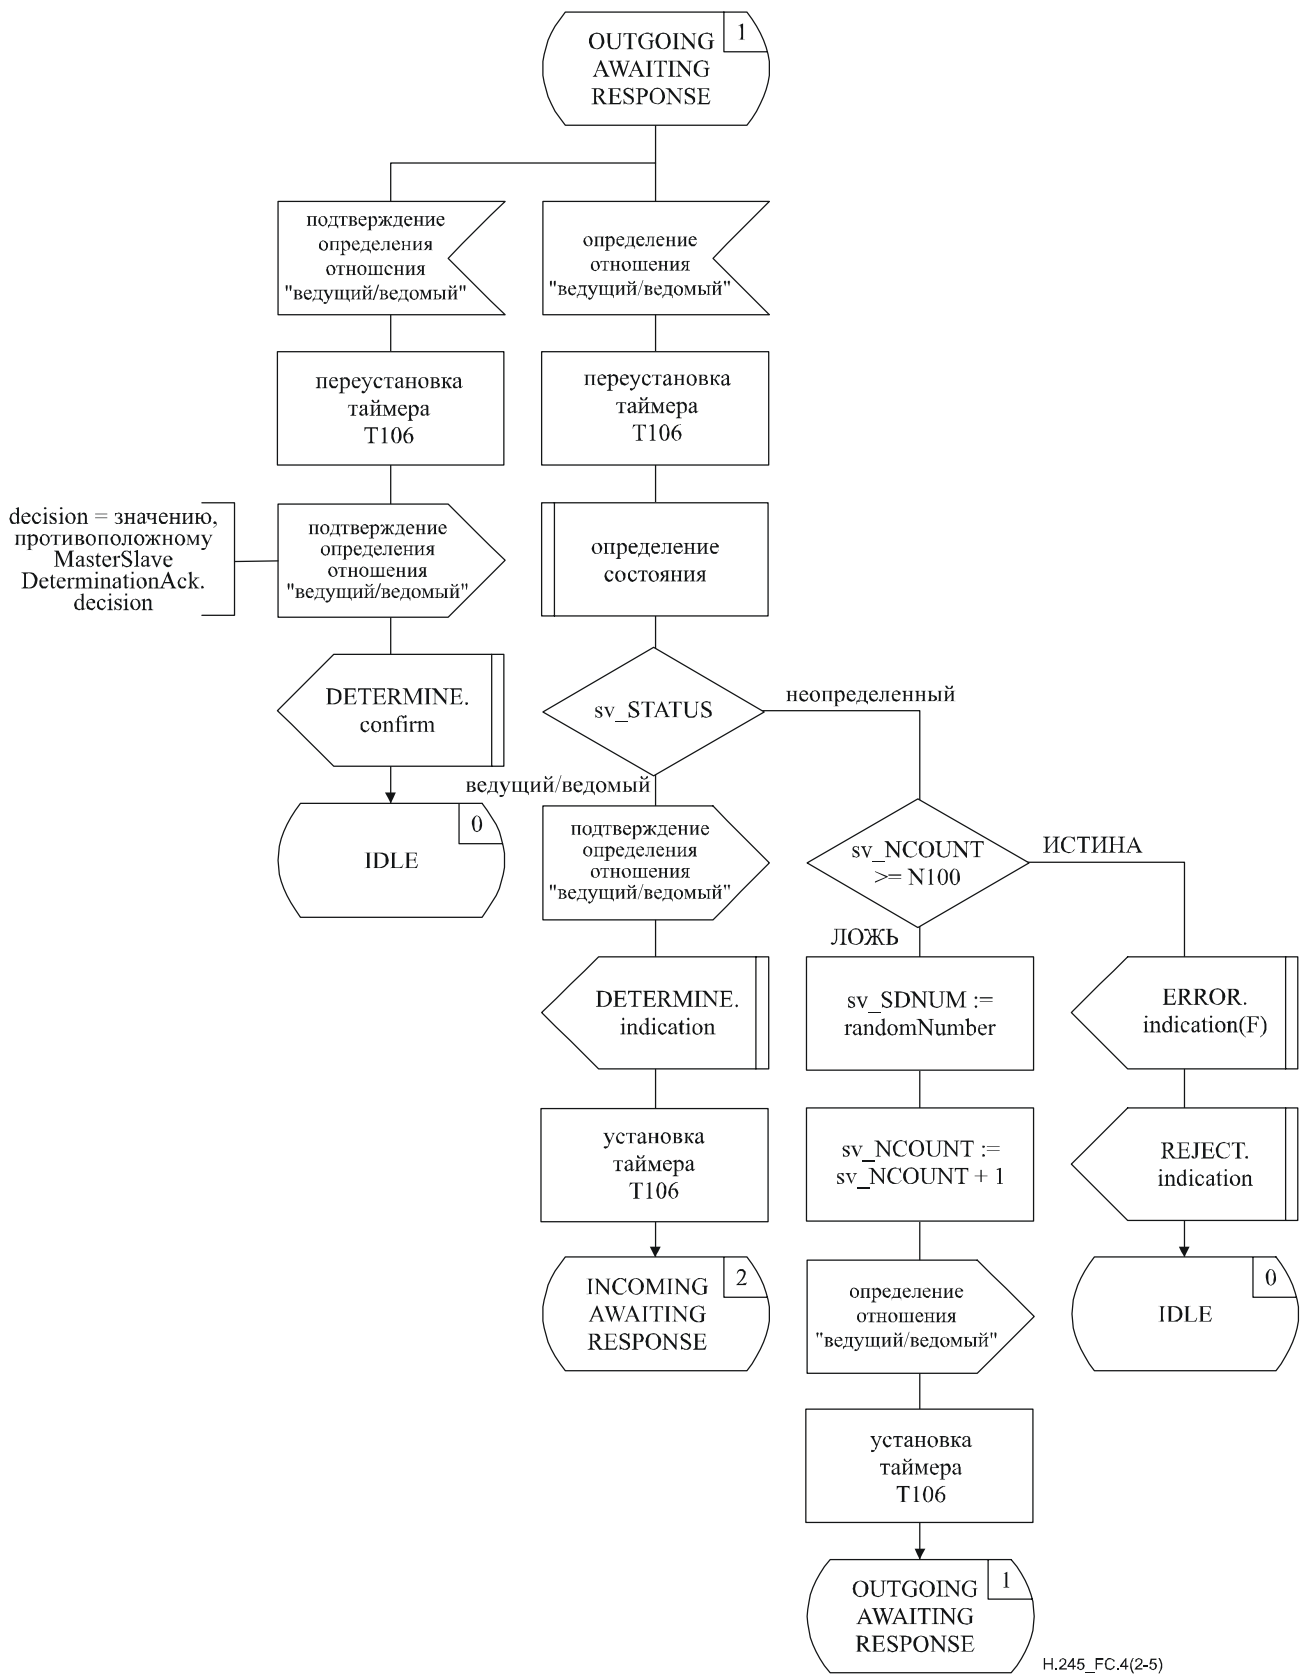 OUTGOING
AWAITING
RESPONSE
1
подтверждение
определения
отношения
"ведущий/ведомый"
определение
отношения
"ведущий/ведомый"
переустановка
таймера
T106
переустановка
таймера
T106
decision = значению,
противоположному
MasterSlave
DeterminationAck.
decision
подтверждение
определения
отношения
"ведущий/ведомый"
определение
состояния
DETERMINE.
confirm
sv_STATUS
неопределенный
ведущий/ведомый
IDLE
0
подтверждение
определения
отношения
"ведущий/ведомый"
sv_NCOUNT
>= N100
ИСТИНА
ЛОЖЬ
DETERMINE.
indication
sv_SDNUM :=
randomNumber
ERROR.
indication(F)
установка
таймера
T106
sv_NCOUNT :=
sv_NCOUNT + 1
REJECT.
indication
INCOMING
AWAITING
RESPONSE
2
определение
отношения
"ведущий/ведомый"
IDLE
0
установка
таймера
T106
OUTGOING
AWAITING
RESPONSE
1
H.245_FC.4(2-5)